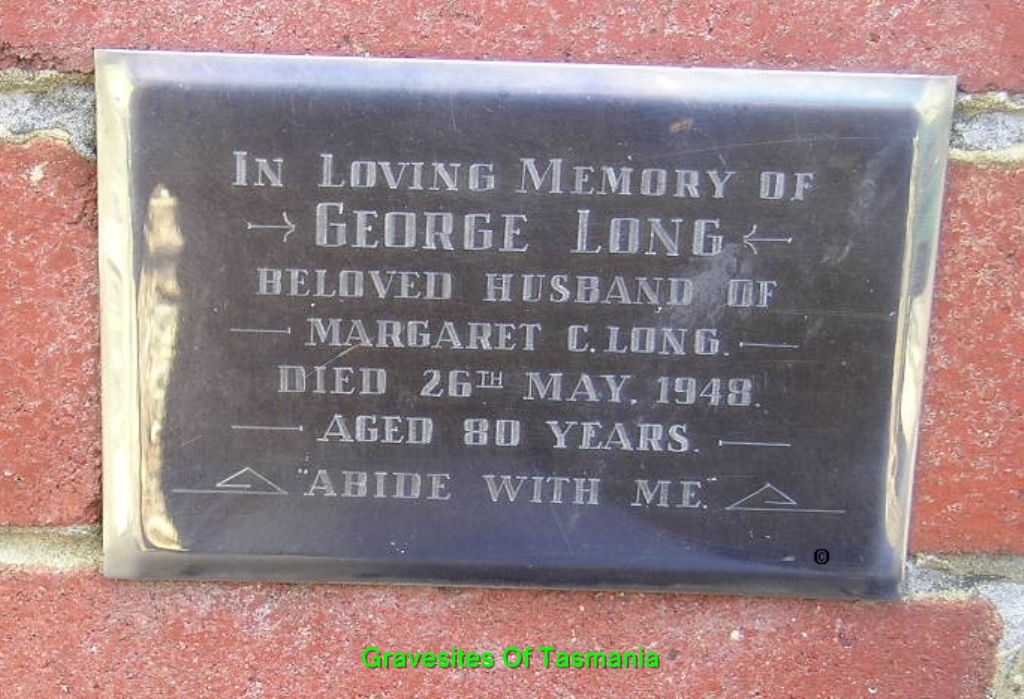 IN LOVING MEMORY OF
GEORGE LONG
BELOVED HUSBAND OF
MARGARET C. LONG.
DIED 26TH MAY. 1948.
AGED 80 YEARS.
"ABIDE WITH ME."
©
Gravesites Of Tasmania